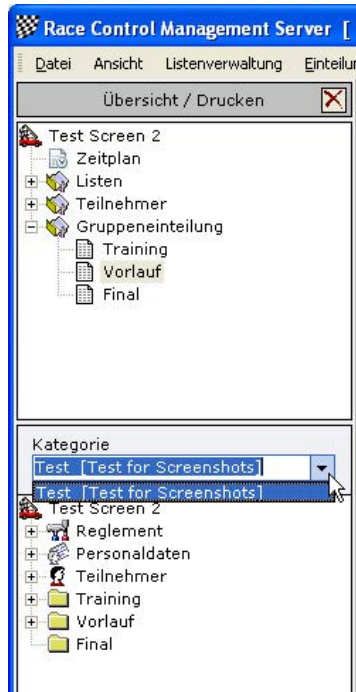 Race Control Management Server [
Datei Ansicht Listenverwaltung Einteilu
Übersicht / Drucken
Test Screen 2
Zeitplan
Listen
Teilnehmer
Gruppeneinteilung
Training
Vorlauf
Final
Kategorie
Test [Test for Screenshots]
Test [Test for Screenshots]
Test Screen 2
Reglement
Personaldaten
Teilnehmer
Training
Vorlauf
Final